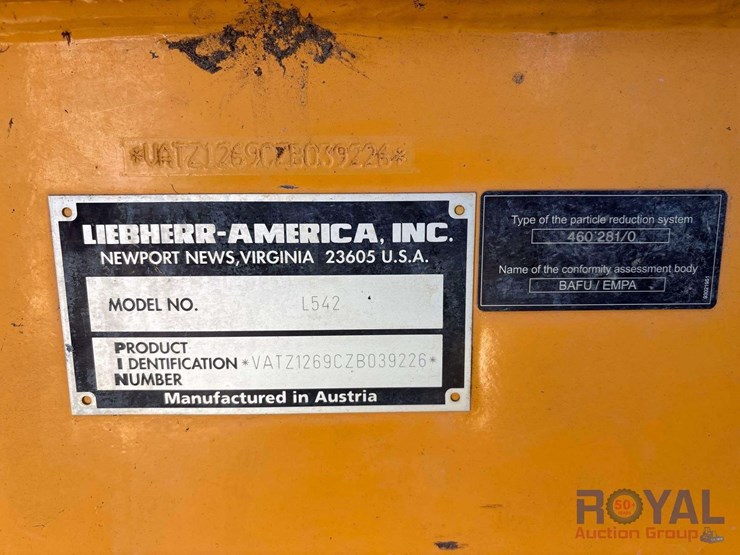 *VATZ1269CZB039226*
LIEBHERR-AMERICA, INC.
NEWPORT NEWS, VIRGINIA 23605 U.S.A.
MODEL NO. L542
PRODUCT
IDENTIFICATION *VATZ1269CZB039226*
NUMBER
Manufactured in Austria
Type of the particle reduction system
460'281/0
Name of the conformity assessment body
BAFU / EMPA
ROYAL
50+
Auction Group